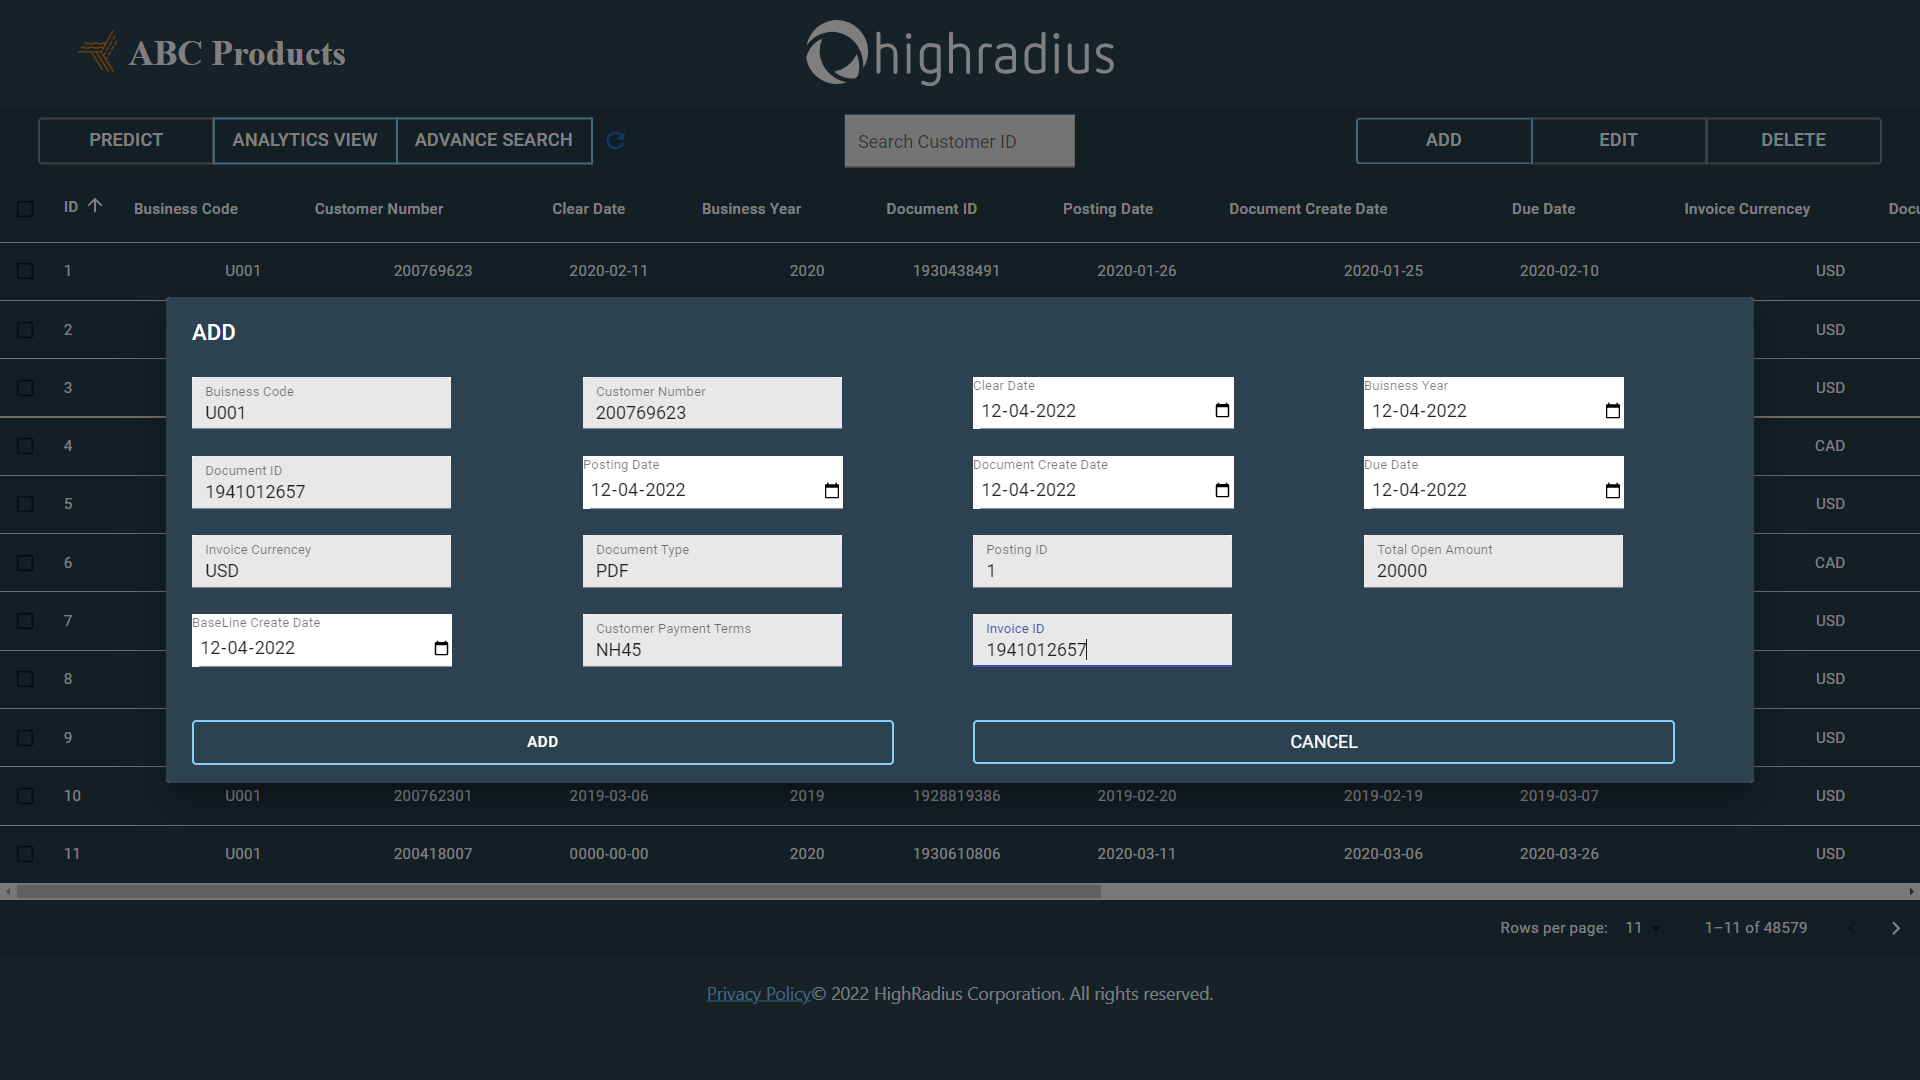 ABC Products
highradius
PREDICT ANALYTICS VIEW ADVANCE SEARCH Search Customer ID ADD EDIT DELETE
ID Business Code Customer Number Clear Date Business Year Document ID Posting Date Document Create Date Due Date Invoice Currencey Docu
1 U001 200769623 2020-02-11 2020 1930438491 2020-01-26 2020-01-25 2020-02-10 USD
2 USD
3 USD
4 CAD
5 USD
6 CAD
7 USD
8 USD
9 USD
ADD
Buisness Code Customer Number Clear Date Buisness Year
U001 200769623 12-04-2022 12-04-2022
Document ID Posting Date Document Create Date Due Date
1941012657 12-04-2022 12-04-2022 12-04-2022
Invoice Currencey Document Type Posting ID Total Open Amount
USD PDF 1 20000
BaseLine Create Date Customer Payment Terms Invoice ID
12-04-2022 NH45 1941012657
ADD CANCEL
10 U001 200762301 2019-03-06 2019 1928819386 2019-02-20 2019-02-19 2019-03-07 USD
11 U001 200418007 0000-00-00 2020 1930610806 2020-03-11 2020-03-06 2020-03-26 USD
Rows per page: 11 1–11 of 48579
Privacy Policy© 2022 HighRadius Corporation. All rights reserved.